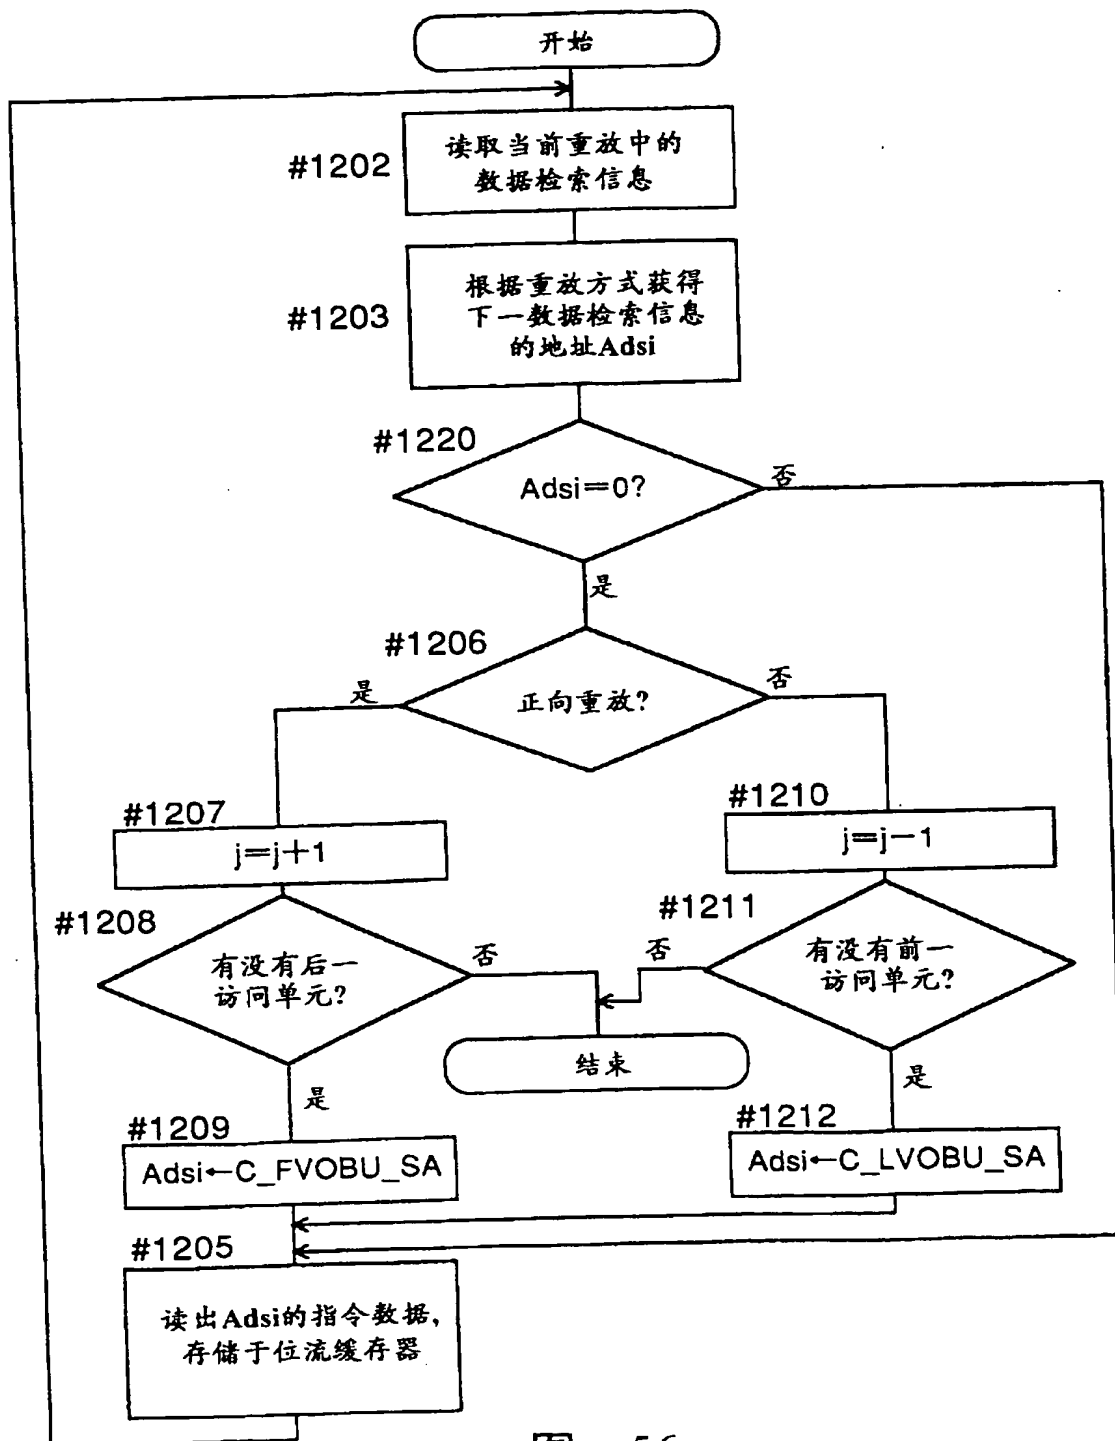 开始
#1202
读取当前重放中的
数据检索信息
#1203
根据重放方式获得
下一数据检索信息
的地址Adsi
#1220
Adsi=0?
否
是
#1206
正向重放?
是
否
#1207
j=j+1
#1210
j=j-1
#1208
有没有后一
访问单元?
否
#1211
有没有前一
访问单元?
否
结束
是
是
#1209
Adsi←C_FVOBU_SA
#1212
Adsi←C_LVOBU_SA
#1205
读出Adsi的指令数据,
存储于位流缓存器